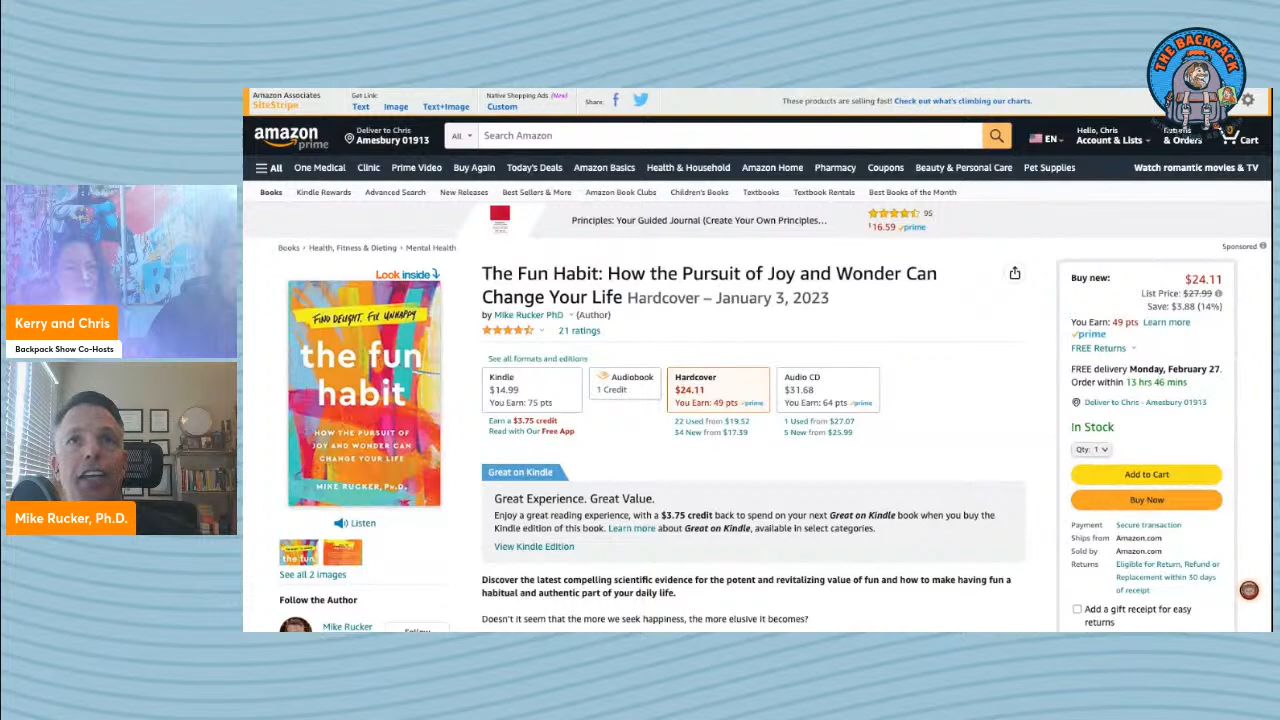 THE BACKPACK
Amazon Associates
SiteStripe
Get Link:
Text Image Text+Image
Native Shopping Ads (New)
Custom
Share:
These products are selling fast! Check out what's climbing our charts.
amazon
prime
Deliver to Chris
Amesbury 01913
All
Search Amazon
EN
Hello, Chris
Account & Lists
& Orders
0
Cart
All One Medical Clinic Prime Video Buy Again Today's Deals Amazon Basics Health & Household Amazon Home Pharmacy Coupons Beauty & Personal Care Pet Supplies
Watch romantic movies & TV
Books Kindle Rewards Advanced Search New Releases Best Sellers & More Amazon Book Clubs Children's Books Textbooks Textbook Rentals Best Books of the Month
Principles: Your Guided Journal (Create Your Own Principles...
95
$16.59 prime
Books › Health, Fitness & Dieting › Mental Health
Sponsored
Look inside
FIND DELIGHT. FIX UNHAPPY.
the fun
habit
HOW THE PURSUIT OF
JOY AND WONDER CAN
CHANGE YOUR LIFE
MIKE RUCKER, Ph.D.
Listen
the fun
See all 2 images
Follow the Author
Mike Rucker
Follow
The Fun Habit: How the Pursuit of Joy and Wonder Can
Change Your Life Hardcover – January 3, 2023
by Mike Rucker PhD (Author)
21 ratings
See all formats and editions
Kindle
$14.99
You Earn: 75 pts
Earn a $3.75 credit
Read with Our Free App
Audiobook
1 Credit
Hardcover
$24.11
You Earn: 49 pts prime
22 Used from $19.52
34 New from $17.39
Audio CD
$31.68
You Earn: 64 pts prime
1 Used from $27.07
5 New from $25.99
Great on Kindle
Great Experience. Great Value.
Enjoy a great reading experience, with a $3.75 credit back to spend on your next Great on Kindle book when you buy the
Kindle edition of this book. Learn more about Great on Kindle, available in select categories.
View Kindle Edition
Discover the latest compelling scientific evidence for the potent and revitalizing value of fun and how to make having fun a
habitual and authentic part of your daily life.
Doesn't it seem that the more we seek happiness, the more elusive it becomes?
Buy new:
$24.11
List Price: $27.99
Save: $3.88 (14%)
You Earn: 49 pts Learn more
prime
FREE Returns
FREE delivery Monday, February 27.
Order within 13 hrs 46 mins
Deliver to Chris - Amesbury 01913
In Stock
Qty: 1
Add to Cart
Buy Now
Payment Secure transaction
Ships from Amazon.com
Sold by Amazon.com
Returns Eligible for Return, Refund or
Replacement within 30 days
of receipt
Add a gift receipt for easy
returns
Kerry and Chris
Backpack Show Co-Hosts
Mike Rucker, Ph.D.